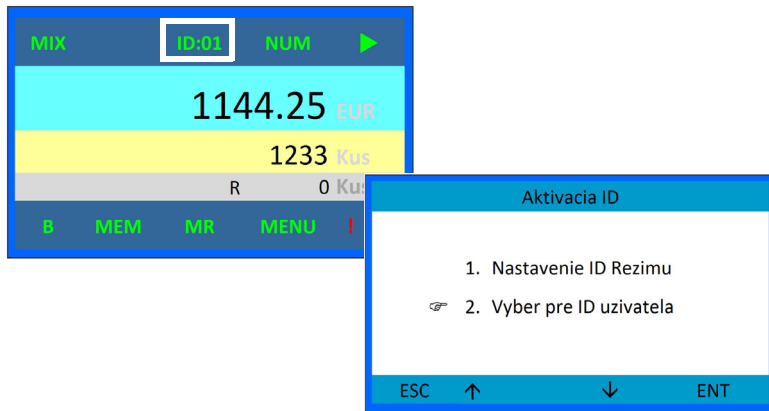 MIX ID:01 NUM
1144.25 EUR
1233 Kus
R 0 Ku
B MEM MR MENU !
Aktivacia ID
1. Nastavenie ID Rezimu
2. Vyber pre ID uzivatela
ESC ↑ ↓ ENT